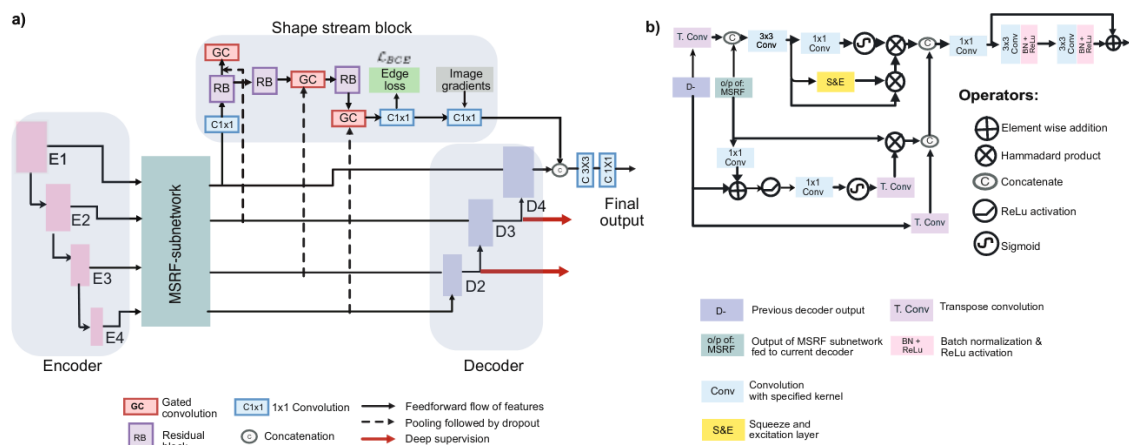 a)
Shape stream block
GC
RB
RB
GC
RB
GC
C1x1
ℒBCE
Edge
loss
Image
gradients
C1x1
C1x1
E1
E2
E3
E4
Encoder
MSRF-subnetwork
D2
D3
D4
Decoder
C
C 3X3
C 1X1
Final
output
GC
Gated
convolution
C1x1
1x1 Convolution
Feedforward flow of features
Pooling followed by dropout
RB
Residual
C
Concatenation
Deep supervision
b)
T. Conv
C
3x3
Conv
1x1
Conv
C
1x1 Conv
3x3 Conv
BN +
ReLu
3x3 Conv
BN +
ReLu
D-
o/p of:
MSRF
S&E
1x1
Conv
C
1x1
Conv
T. Conv
T. Conv
Operators:
Element wise addition
Hammadard product
C
Concatenate
ReLu activation
Sigmoid
D-
Previous decoder output
T. Conv
Transpose convolution
o/p of:
MSRF
Output of MSRF subnetwork
fed to current decoder
BN +
ReLu
Batch normalization &
ReLu activation
Conv
Convolution
with specified kernel
S&E
Squeeze and
excitation layer